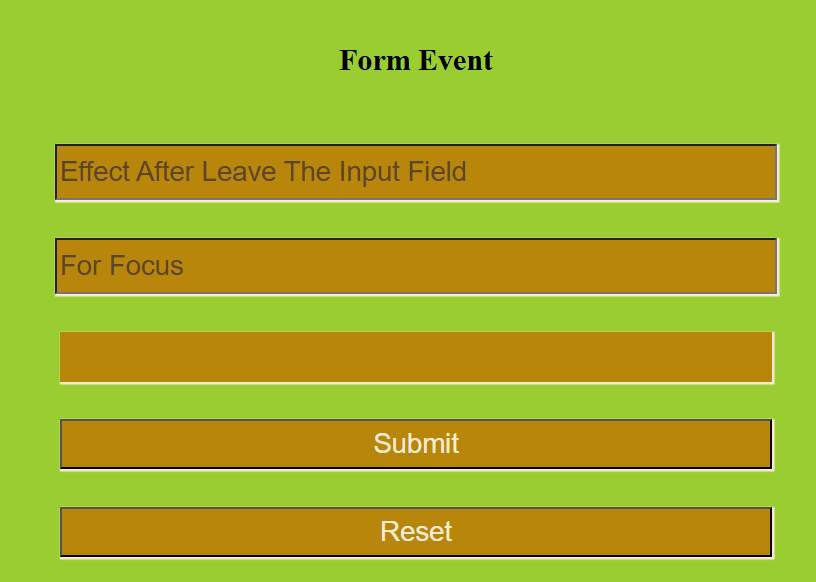 Form Event
Effect After Leave The Input Field
For Focus
Submit
Reset